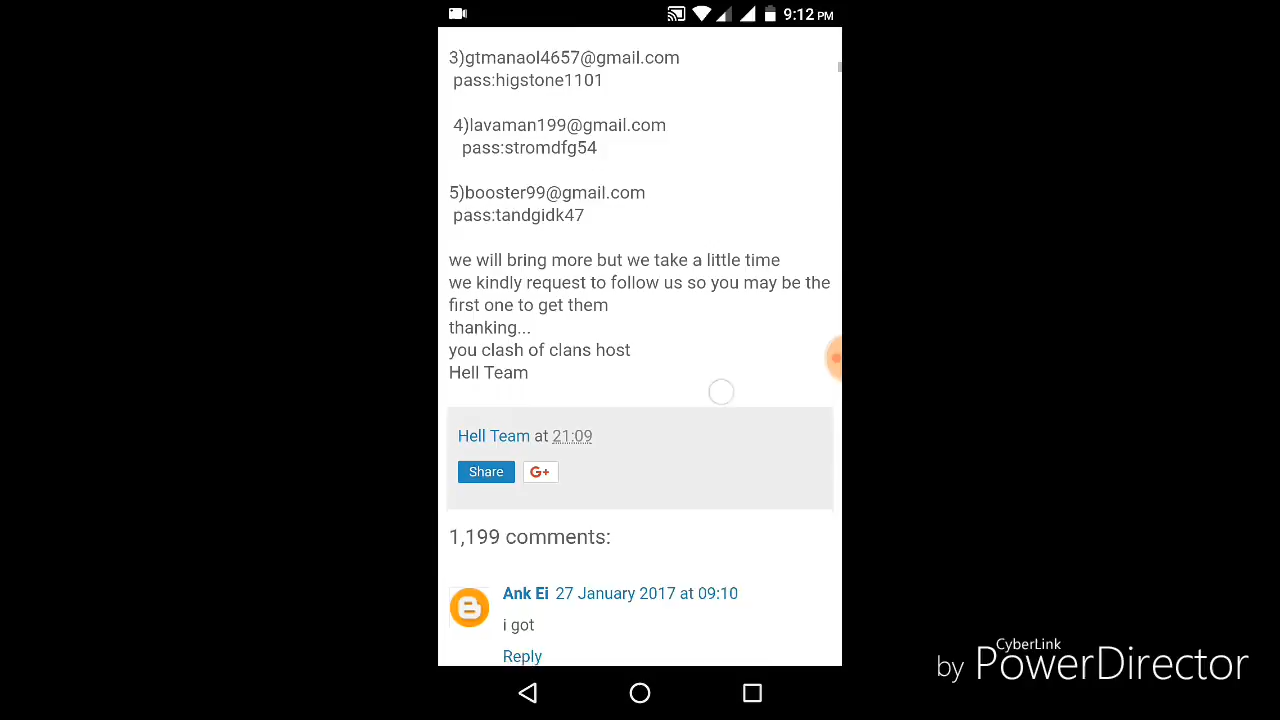 9:12 PM
3)gtmanaol4657@gmail.com
pass:higstone1101
4)lavaman199@gmail.com
pass:stromdfg54
5)booster99@gmail.com
pass:tandgidk47
we will bring more but we take a little time
we kindly request to follow us so you may be the
first one to get them
thanking...
you clash of clans host
Hell Team
Hell Team at 21:09
Share G+
1,199 comments:
Ank Ei 27 January 2017 at 09:10
i got
Reply
CyberLink
by PowerDirector